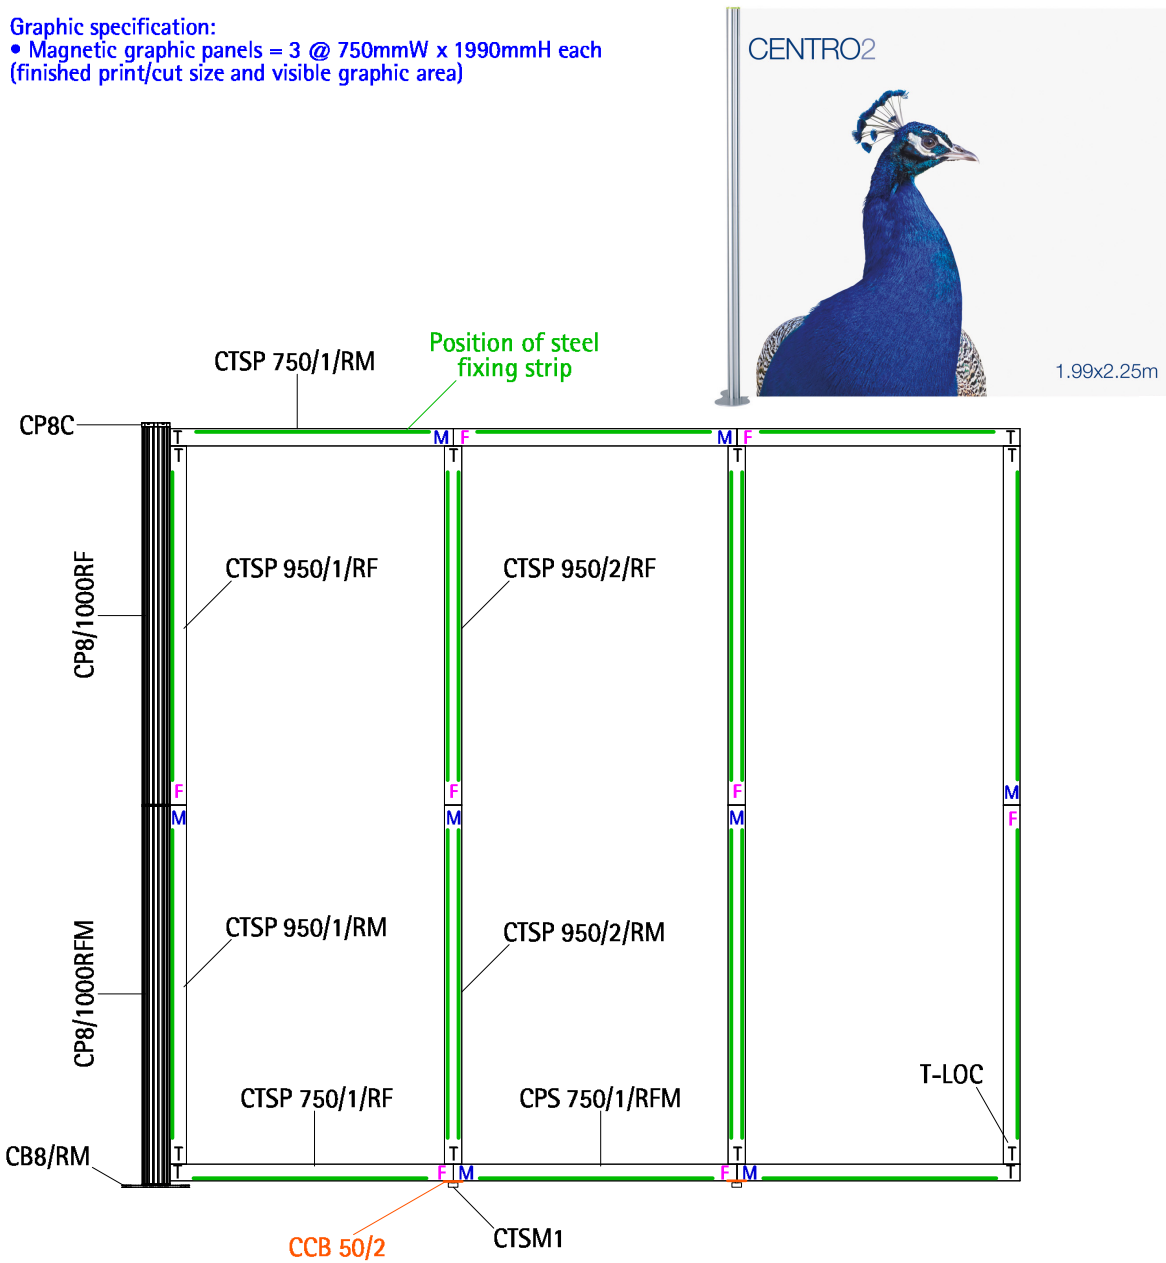 Graphic specification:
• Magnetic graphic panels = 3 @ 750mmW x 1990mmH each
(finished print/cut size and visible graphic area)
CENTRO2
1.99x2.25m
Position of steel
fixing strip
CTSP 750/1/RM
CP8C
T M F M F T
T T T T
CP8/1000RF
CTSP 950/1/RF
CTSP 950/2/RF
F F F M
M M M F
CP8/1000RFM
CTSP 950/1/RM
CTSP 950/2/RM
T-LOC
CTSP 750/1/RF
CPS 750/1/RFM
CB8/RM
T T T T
T F M F M T
CCB 50/2
CTSM1